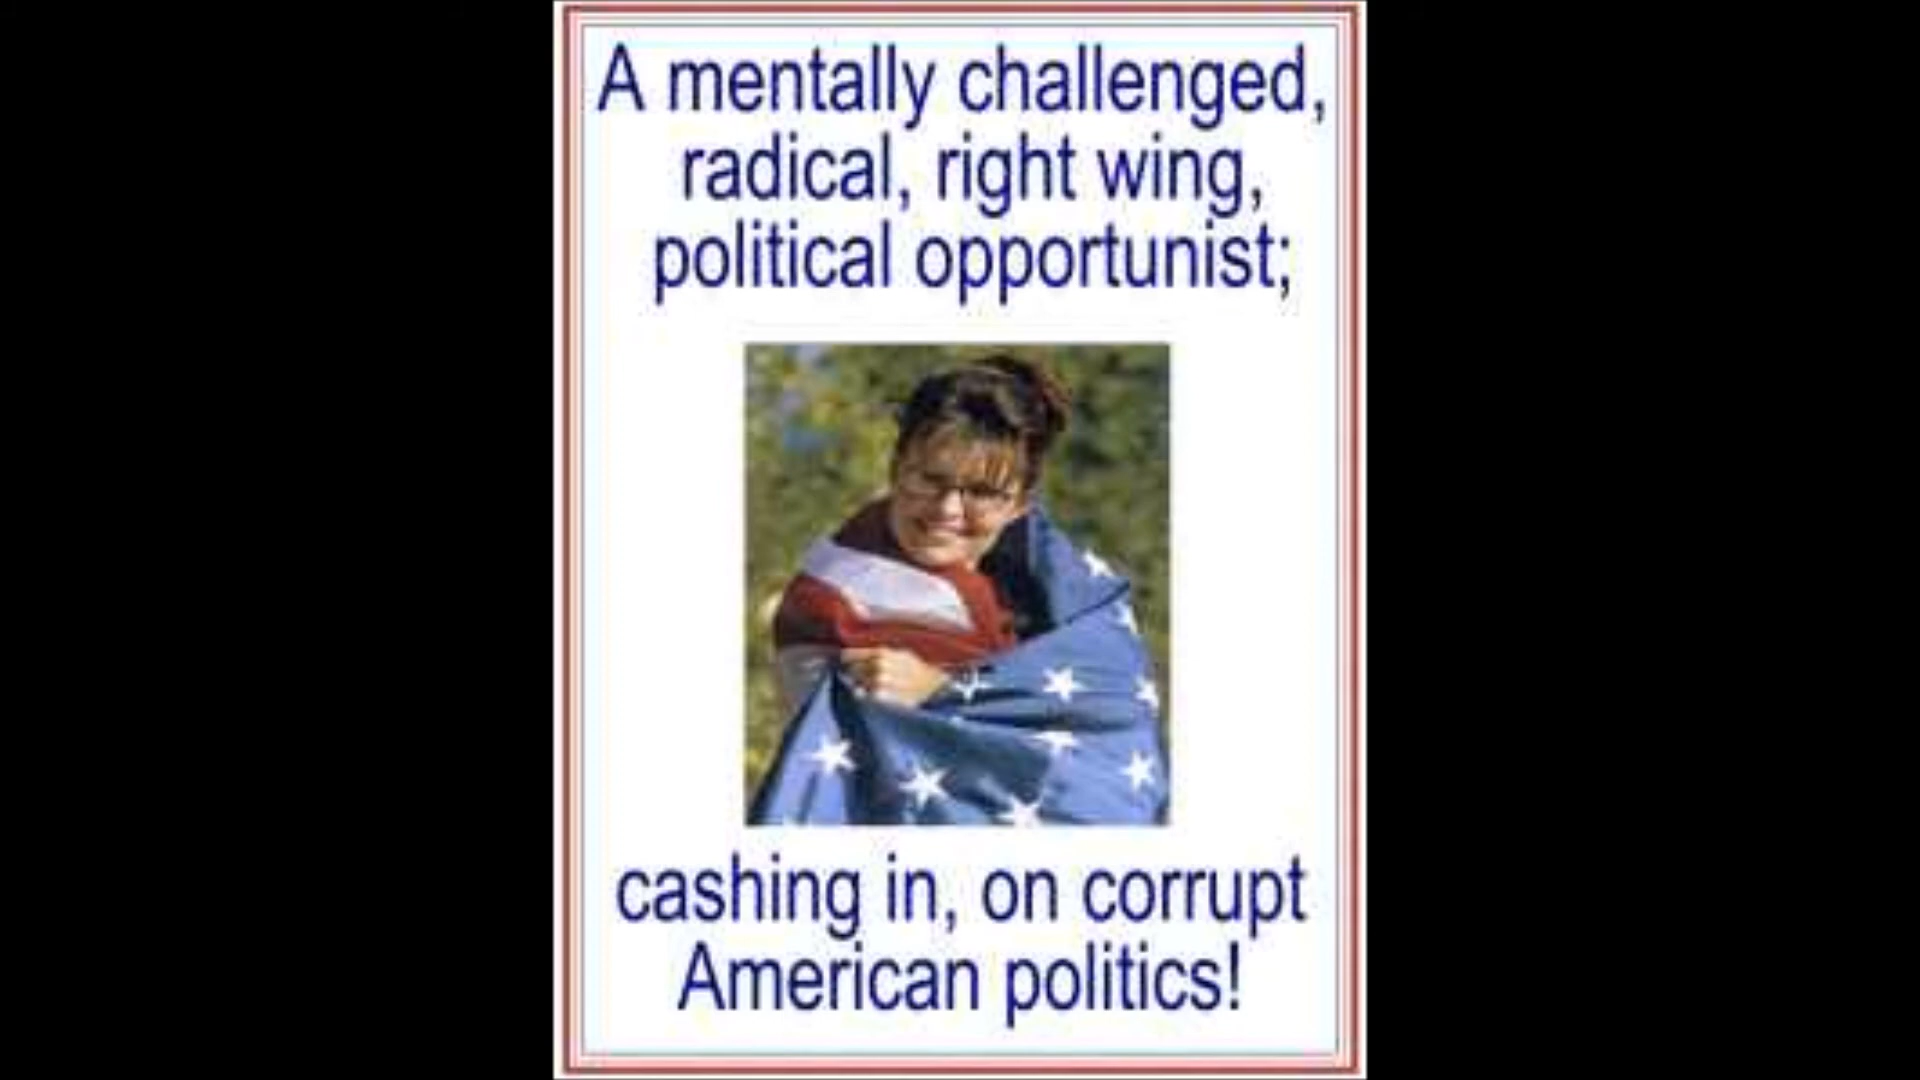 A mentally challenged,
radical, right wing,
political opportunist;
cashing in, on corrupt
American politics!